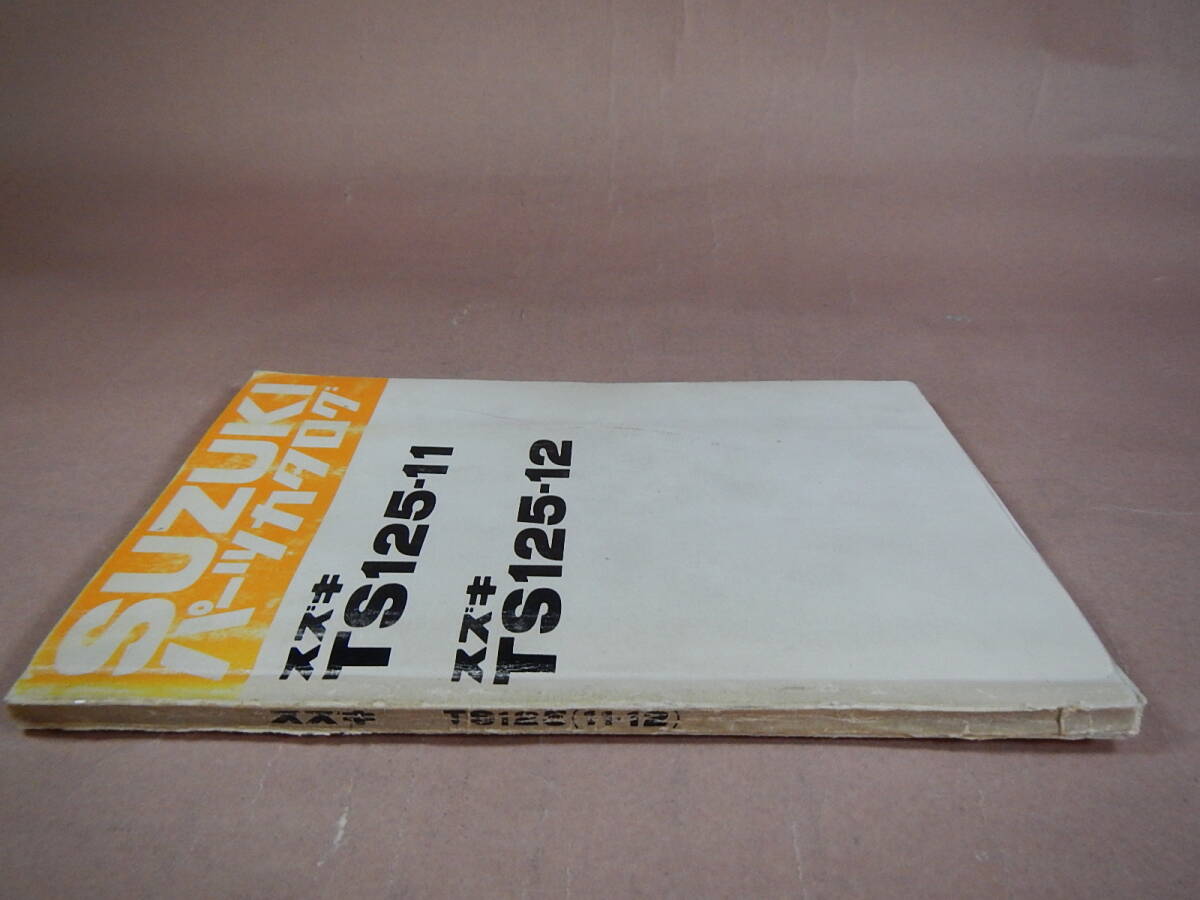 SUZUKI
パーツカタログ
スズキ
TS125-11
スズキ
TS125-12
スズキ TS125(11·12)